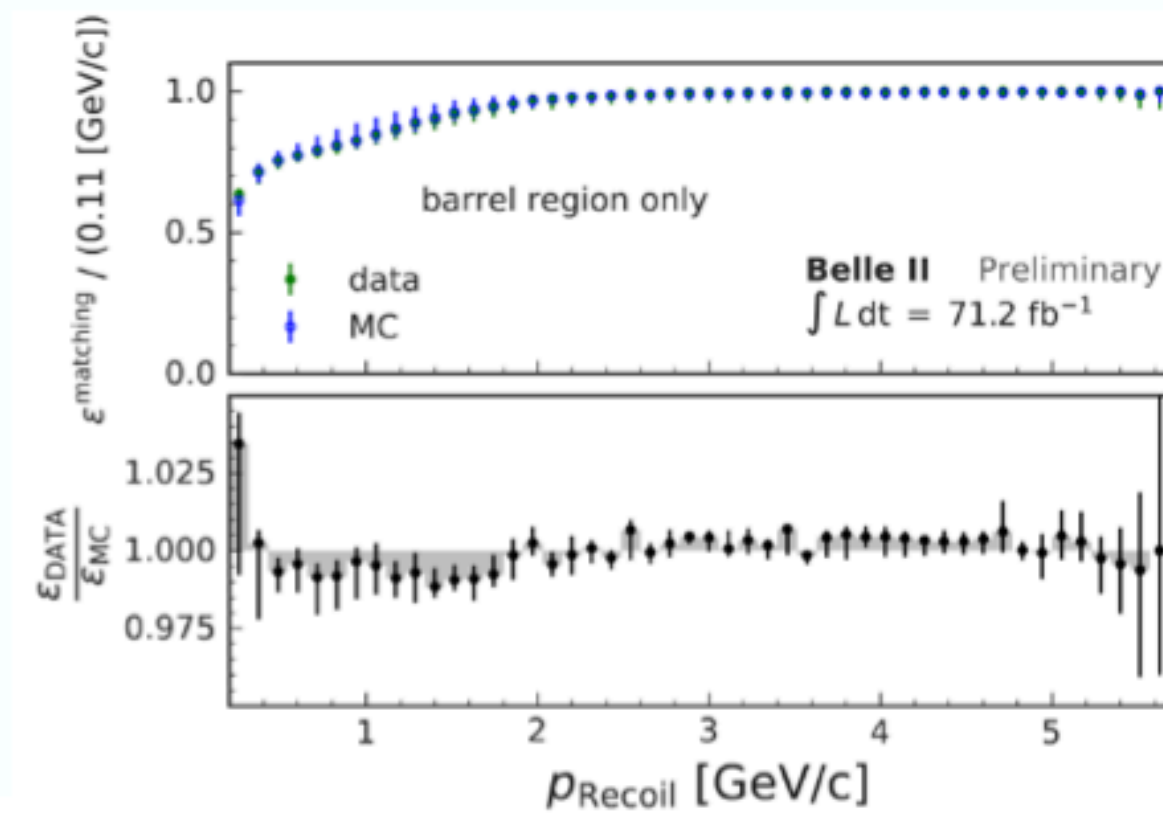 ε^matching / (0.11 [GeV/c])
1.0
0.5
0.0
barrel region only
data
MC
Belle II Preliminary
∫ L dt = 71.2 fb⁻¹
ε_DATA
ε_MC
1.025
1.000
0.975
1 2 3 4 5
p_Recoil [GeV/c]